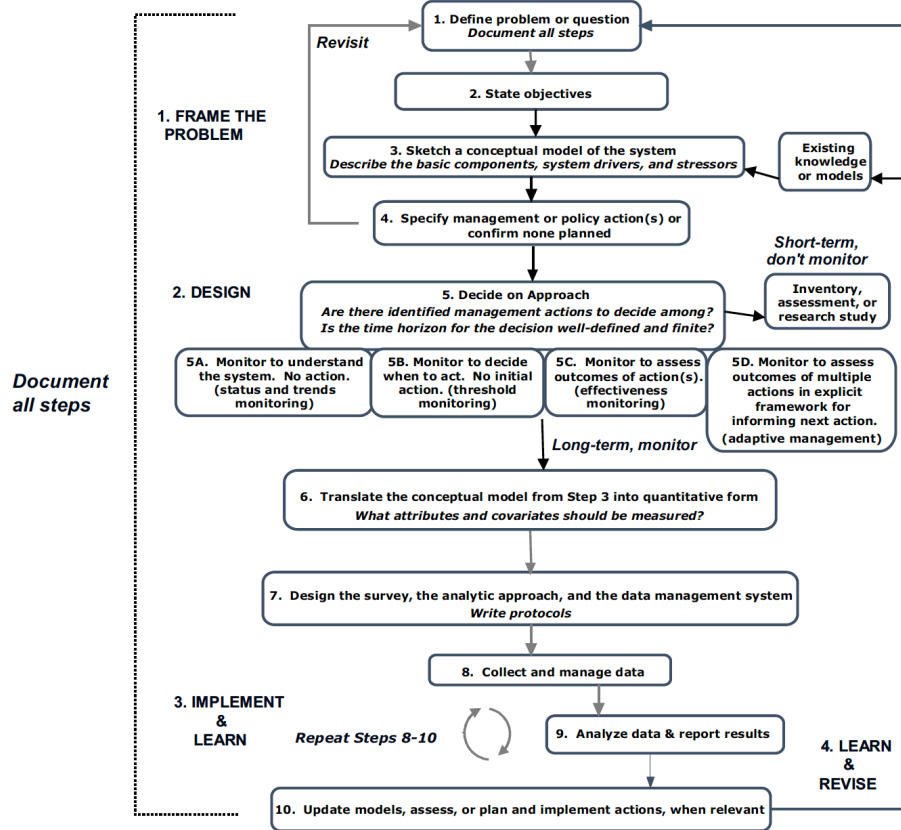 1. Define problem or question
Document all steps
Revisit
2. State objectives
1. FRAME THE
PROBLEM
3. Sketch a conceptual model of the system
Describe the basic components, system drivers, and stressors
Existing
knowledge
or models
4. Specify management or policy action(s) or
confirm none planned
Short-term,
don't monitor
2. DESIGN
5. Decide on Approach
Are there identified management actions to decide among?
Is the time horizon for the decision well-defined and finite?
Inventory,
assessment, or
research study
5A. Monitor to understand
the system. No action.
(status and trends
monitoring)
5B. Monitor to decide
when to act. No initial
action. (threshold
monitoring)
5C. Monitor to assess
outcomes of action(s).
(effectiveness
monitoring)
5D. Monitor to assess
outcomes of multiple
actions in explicit
framework for
informing next action.
(adaptive management)
Document
all steps
Long-term, monitor
6. Translate the conceptual model from Step 3 into quantitative form
What attributes and covariates should be measured?
7. Design the survey, the analytic approach, and the data management system
Write protocols
8. Collect and manage data
3. IMPLEMENT
&
LEARN
Repeat Steps 8-10
9. Analyze data & report results
4. LEARN
&
REVISE
10. Update models, assess, or plan and implement actions, when relevant